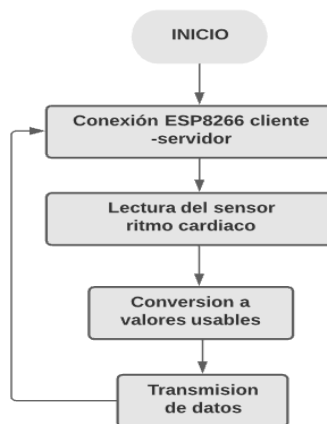 INICIO
Conexión ESP8266 cliente
-servidor
Lectura del sensor
ritmo cardiaco
Conversion a
valores usables
Transmision
de datos